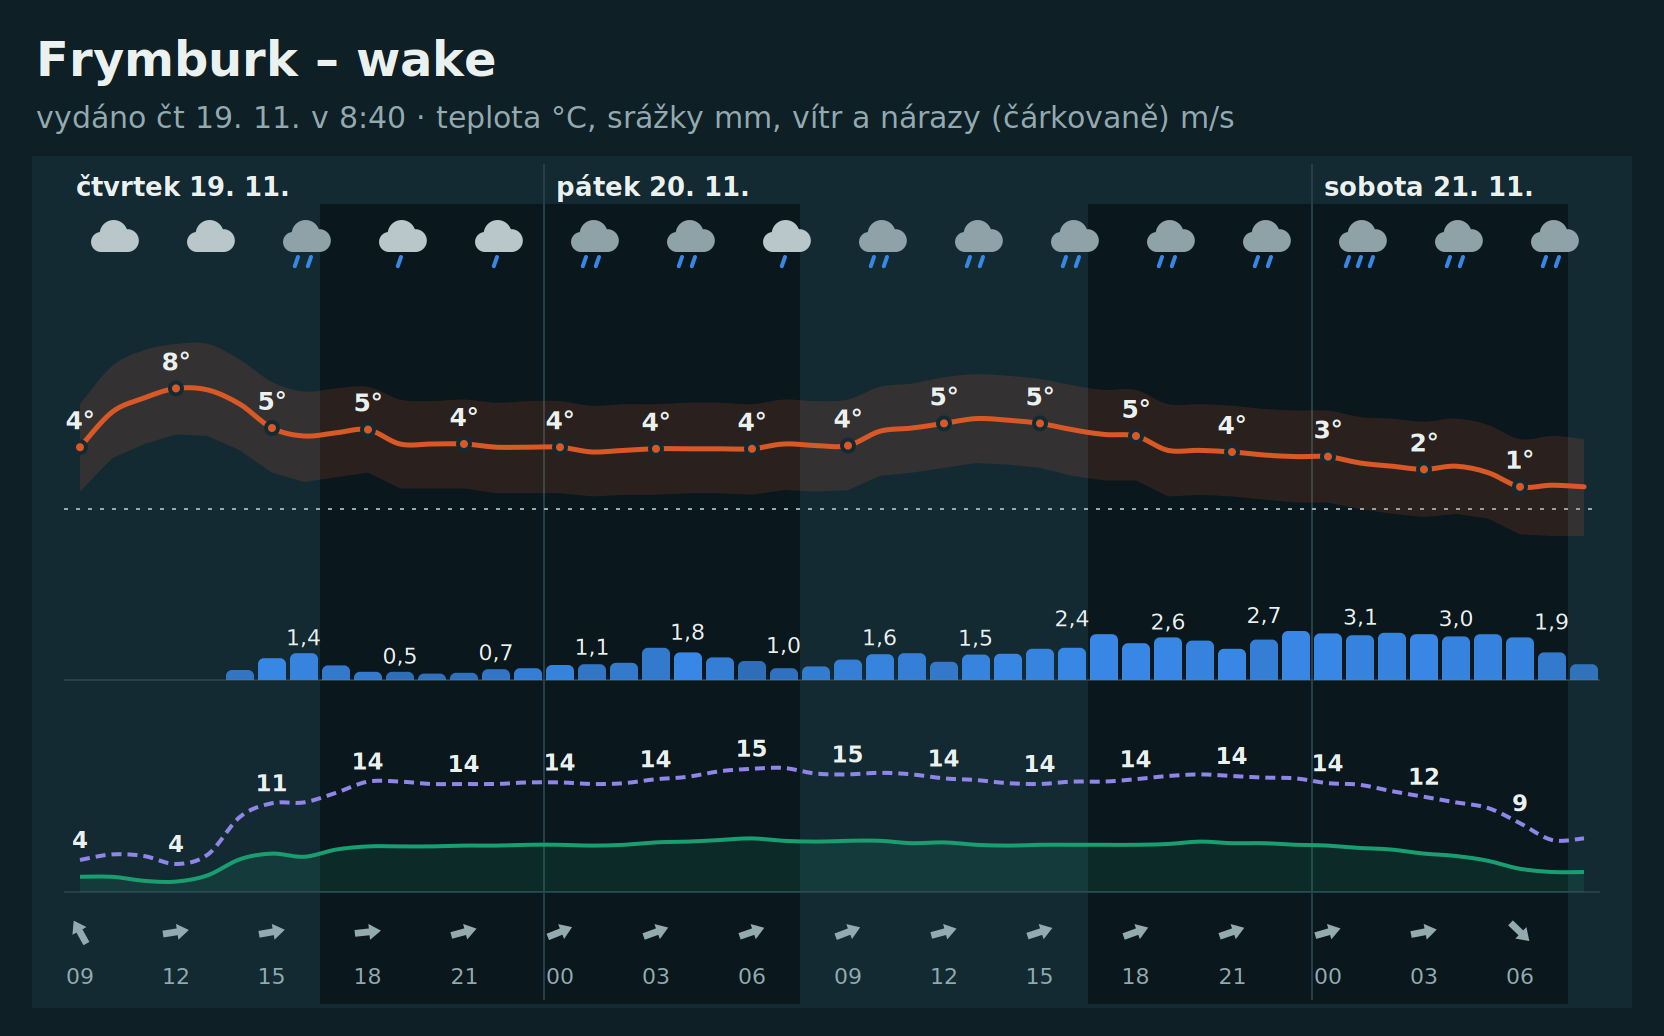 Frymburk – wake
vydáno čt 19. 11. v 8:40 · teplota °C, srážky mm, vítr a nárazy (čárkovaně) m/s
čtvrtek 19. 11. pátek 20. 11. sobota 21. 11.
4° 8° 5° 5° 4° 4° 4° 4° 4° 5° 5° 5° 4° 3° 2° 1°
1,4 0,5 0,7 1,1 1,8 1,0 1,6 1,5 2,4 2,6 2,7 3,1 3,0 1,9
4 4 11 14 14 14 14 15 15 14 14 14 14 14 12 9
09 12 15 18 21 00 03 06 09 12 15 18 21 00 03 06